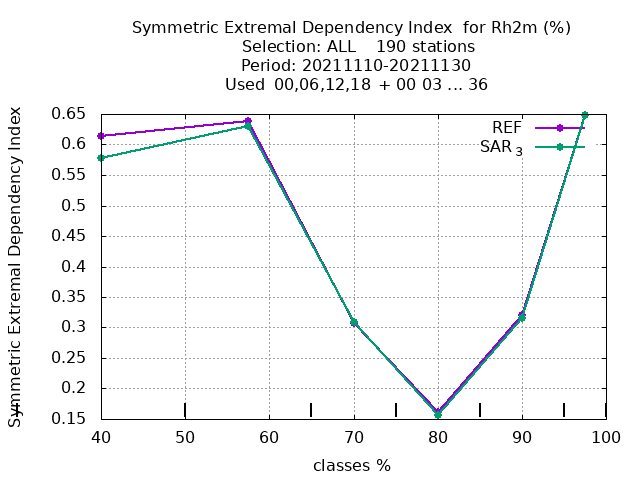 Symmetric Extremal Dependency Index  for Rh2m (%)
Selection: ALL    190 stations
Period: 20211110-20211130
Used  00,06,12,18  + 00 03 ... 36
Symmetric Extremal Dependency Index
0.65
0.6
0.55
0.5
0.45
0.4
0.35
0.3
0.25
0.2
0.15
REF
SAR 3
40 50 60 70 80 90 100
classes %